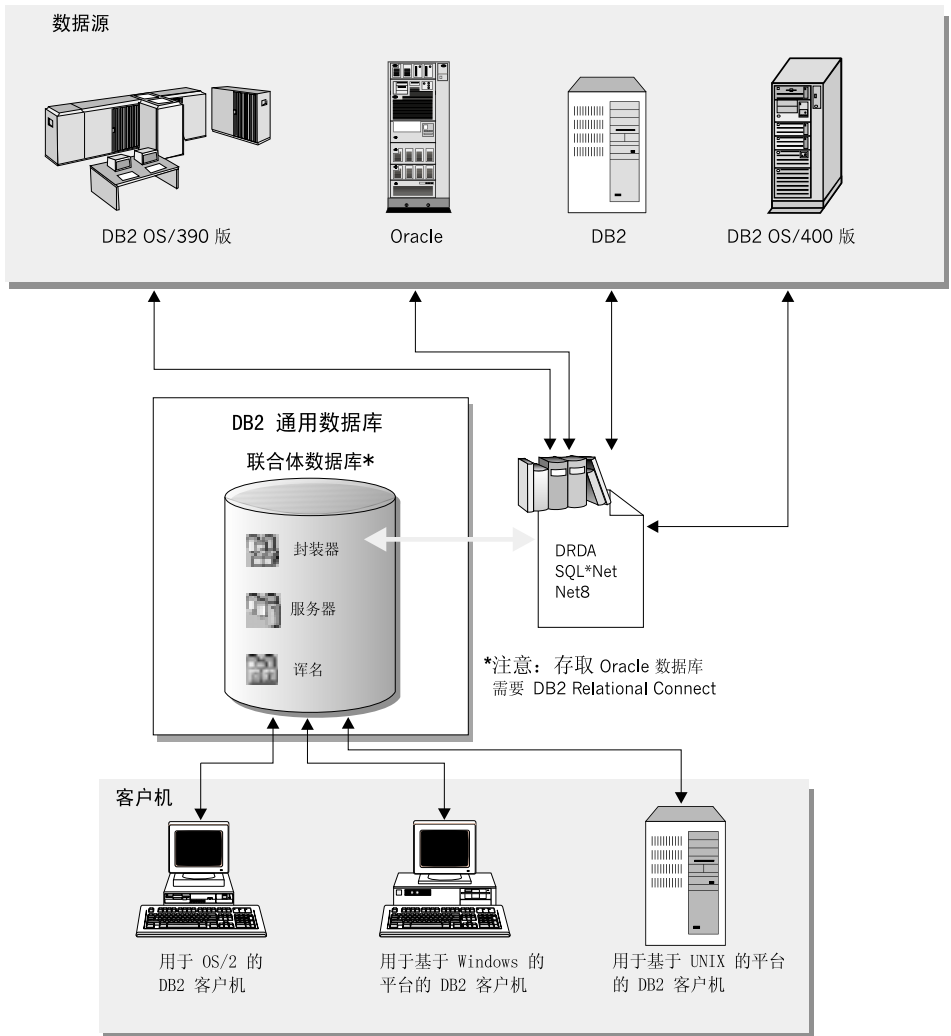 数据源
DB2 OS/390 版
Oracle
DB2
DB2 OS/400 版
DB2 通用数据库
联合体数据库*
封装器
服务器
诨名
DRDA
SQL*Net
Net8
*注意：存取 Oracle 数据库
需要 DB2 Relational Connect
客户机
用于 OS/2 的
DB2 客户机
用于基于 Windows 的
平台的 DB2 客户机
用于基于 UNIX 的平台
的 DB2 客户机